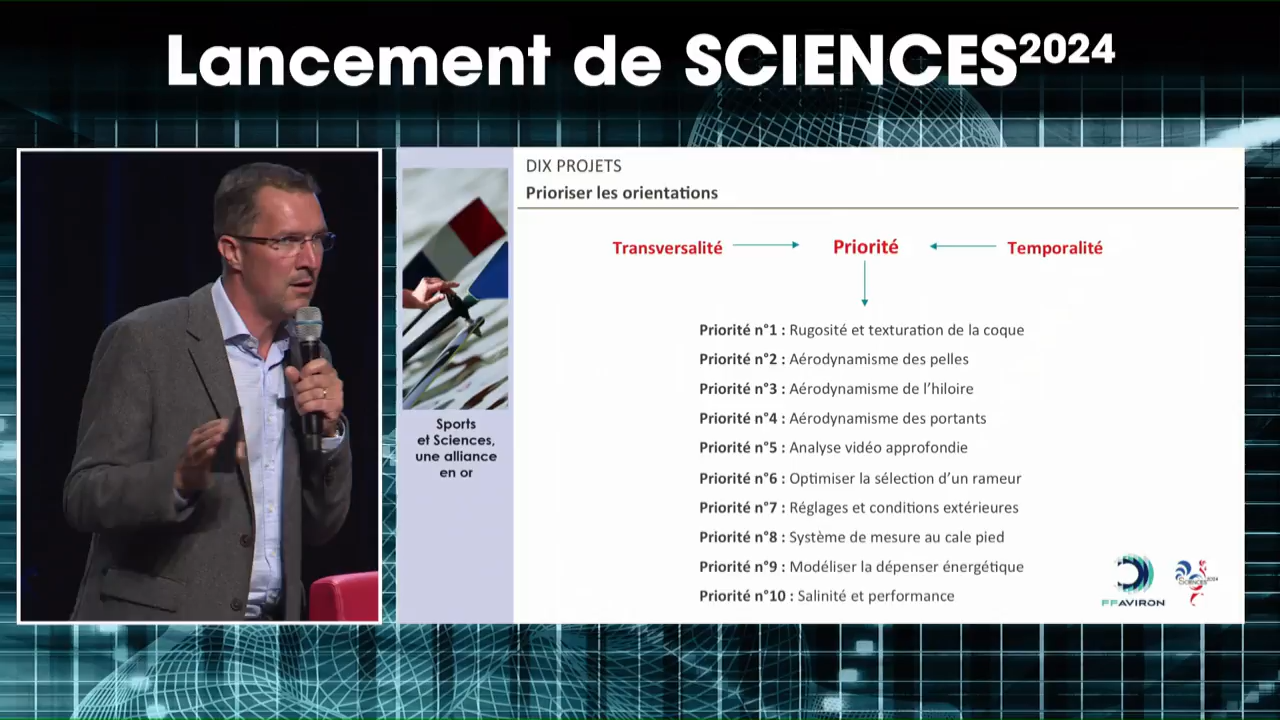 Lancement de SCIENCES²⁰²⁴
DIX PROJETS
Prioriser les orientations
Transversalité
Priorité
Temporalité
Priorité n°1 : Rugosité et texturation de la coque
Priorité n°2 : Aérodynamisme des pelles
Priorité n°3 : Aérodynamisme de l’hiloire
Priorité n°4 : Aérodynamisme des portants
Priorité n°5 : Analyse vidéo approfondie
Priorité n°6 : Optimiser la sélection d’un rameur
Priorité n°7 : Réglages et conditions extérieures
Priorité n°8 : Système de mesure au cale pied
Priorité n°9 : Modéliser la dépenser énergétique
Priorité n°10 : Salinité et performance
Sports
et Sciences,
une alliance
en or
FFAVIRON
SCIENCES 2024